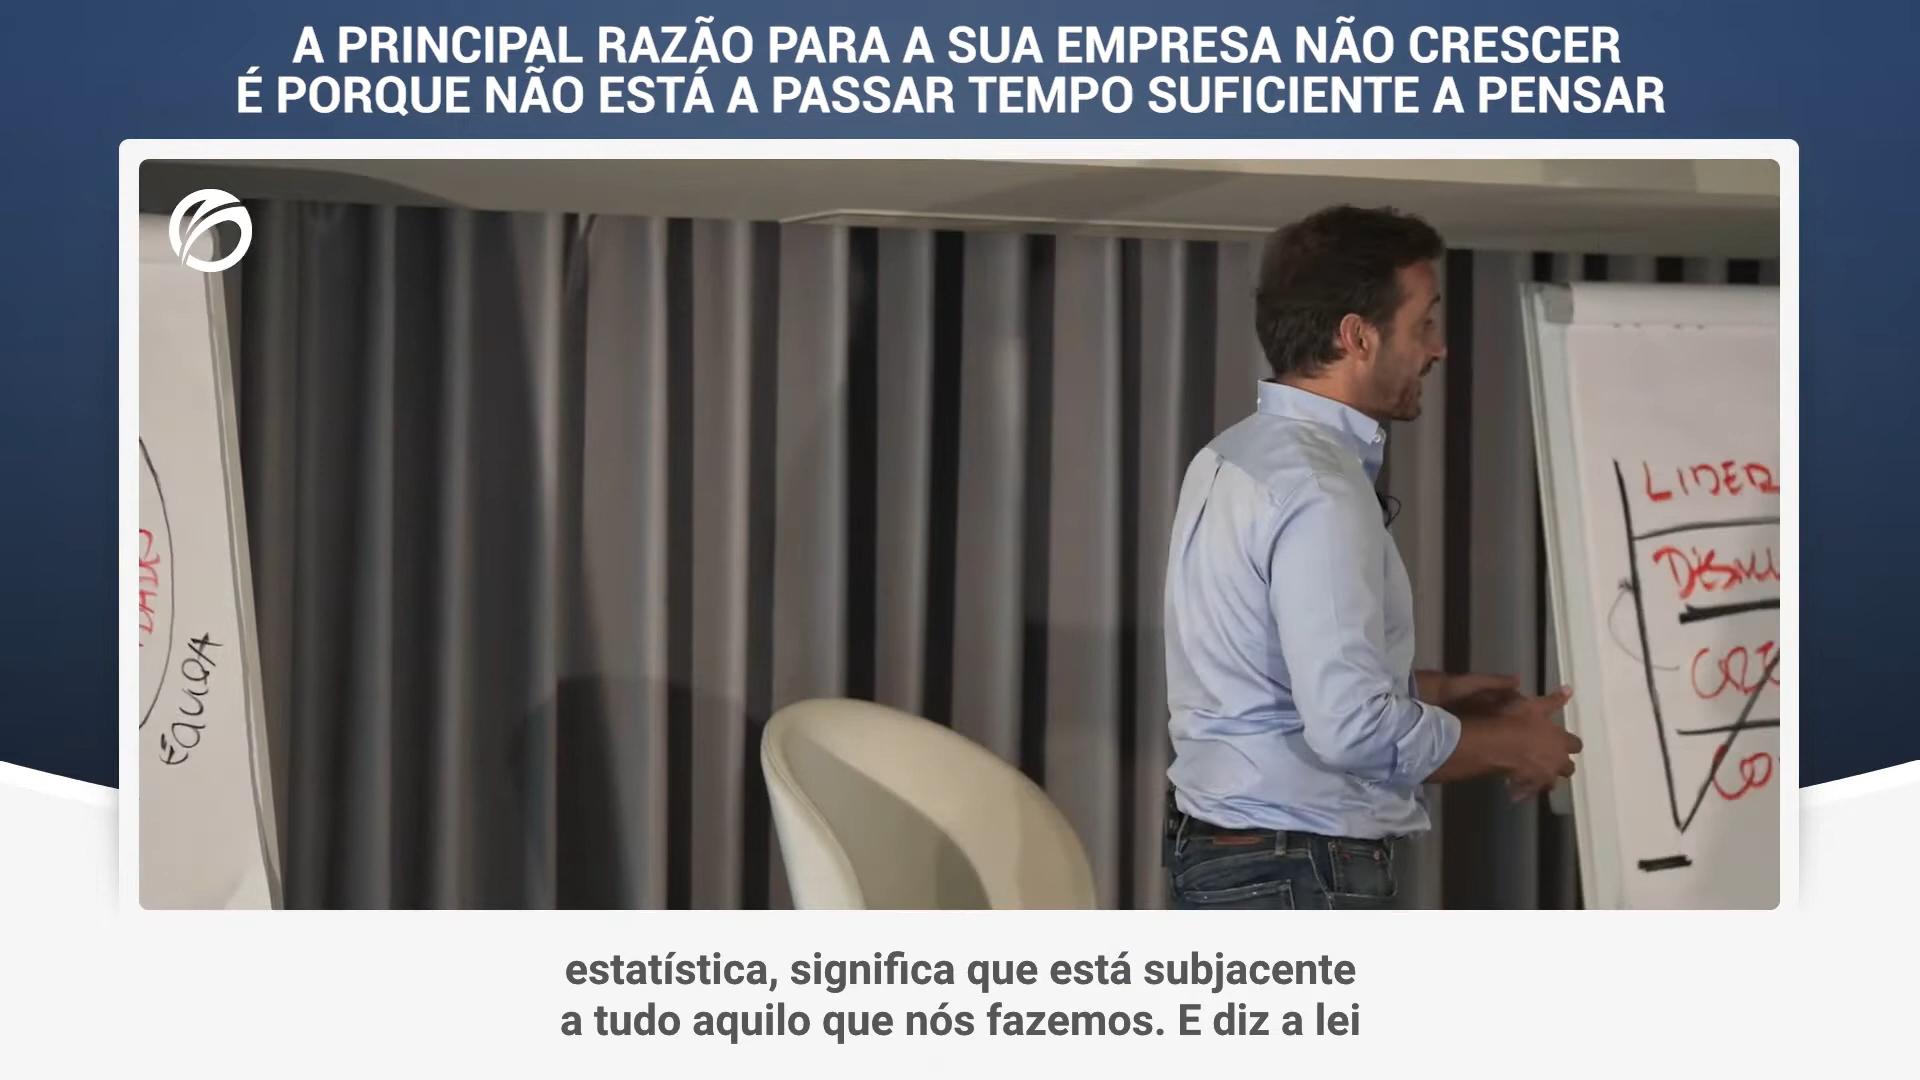 A PRINCIPAL RAZÃO PARA A SUA EMPRESA NÃO CRESCER
É PORQUE NÃO ESTÁ A PASSAR TEMPO SUFICIENTE A PENSAR
EQUIPA
LIDER
estatística, significa que está subjacente
a tudo aquilo que nós fazemos. E diz a lei